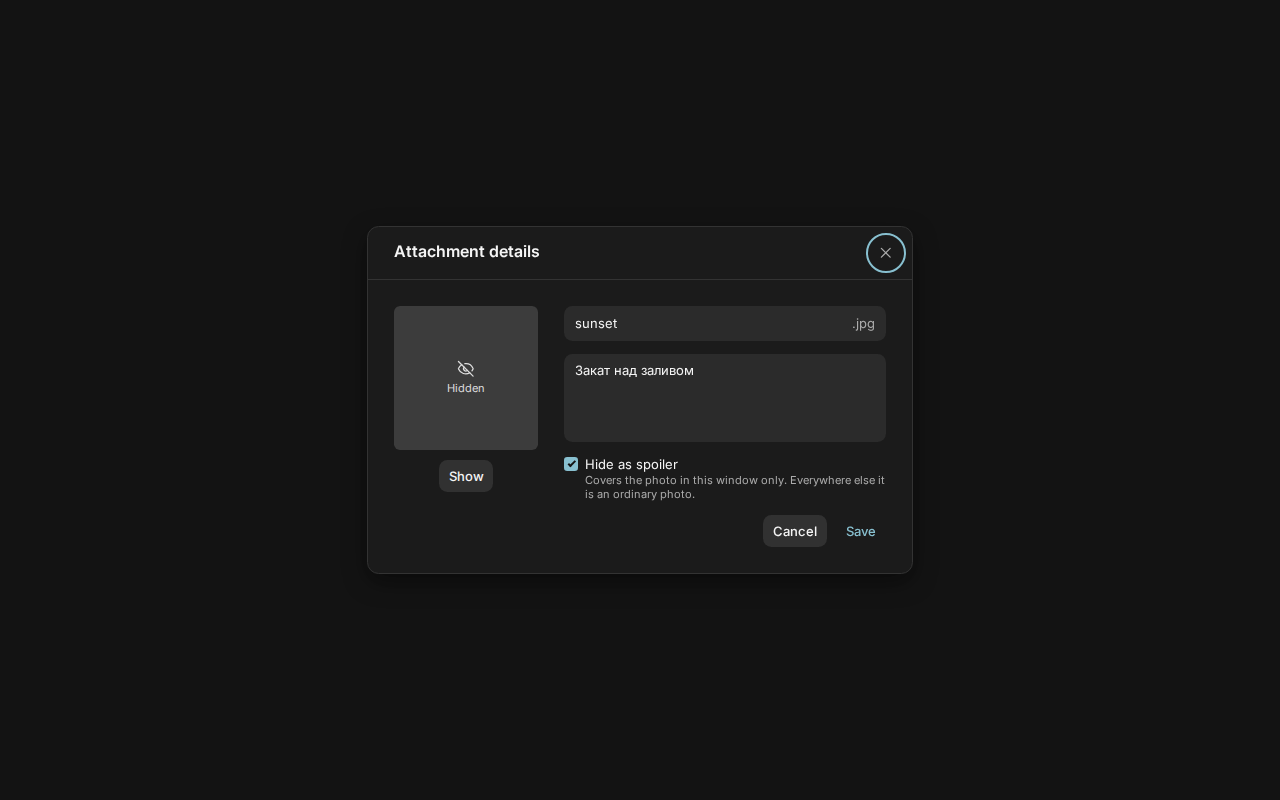 Attachment details
sunset .jpg
Hidden
Закат над заливом
Show
Hide as spoiler
Covers the photo in this window only. Everywhere else it
is an ordinary photo.
Cancel Save